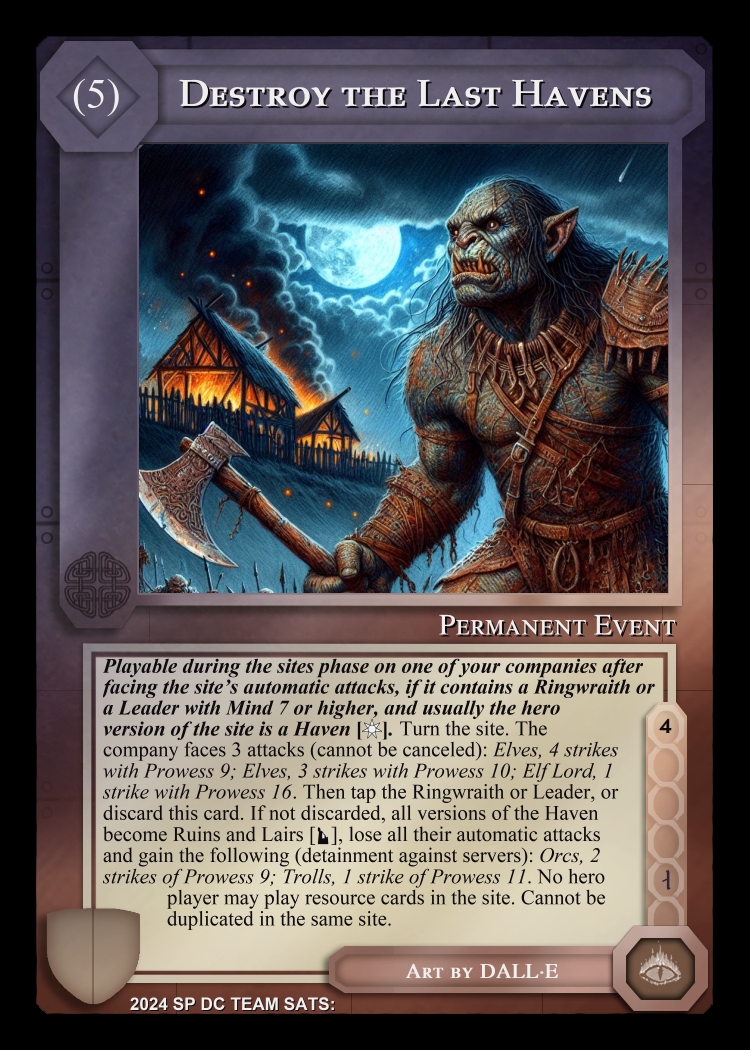 (5)
DESTROY THE LAST HAVENS
PERMANENT EVENT
Playable during the sites phase on one of your companies after
facing the site's automatic attacks, if it contains a Ringwraith or
a Leader with Mind 7 or higher, and usually the hero
version of the site is a Haven [ ]. Turn the site. The
company faces 3 attacks (cannot be canceled): Elves, 4 strikes
with Prowess 9; Elves, 3 strikes with Prowess 10; Elf Lord, 1
strike with Prowess 16. Then tap the Ringwraith or Leader, or
discard this card. If not discarded, all versions of the Haven
become Ruins and Lairs [ ], lose all their automatic attacks
and gain the following (detainment against servers): Orcs, 2
strikes of Prowess 9; Trolls, 1 strike of Prowess 11. No hero
player may play resource cards in the site. Cannot be
duplicated in the same site.
4
ART BY DALL·E
2024 SP DC TEAM SATS: